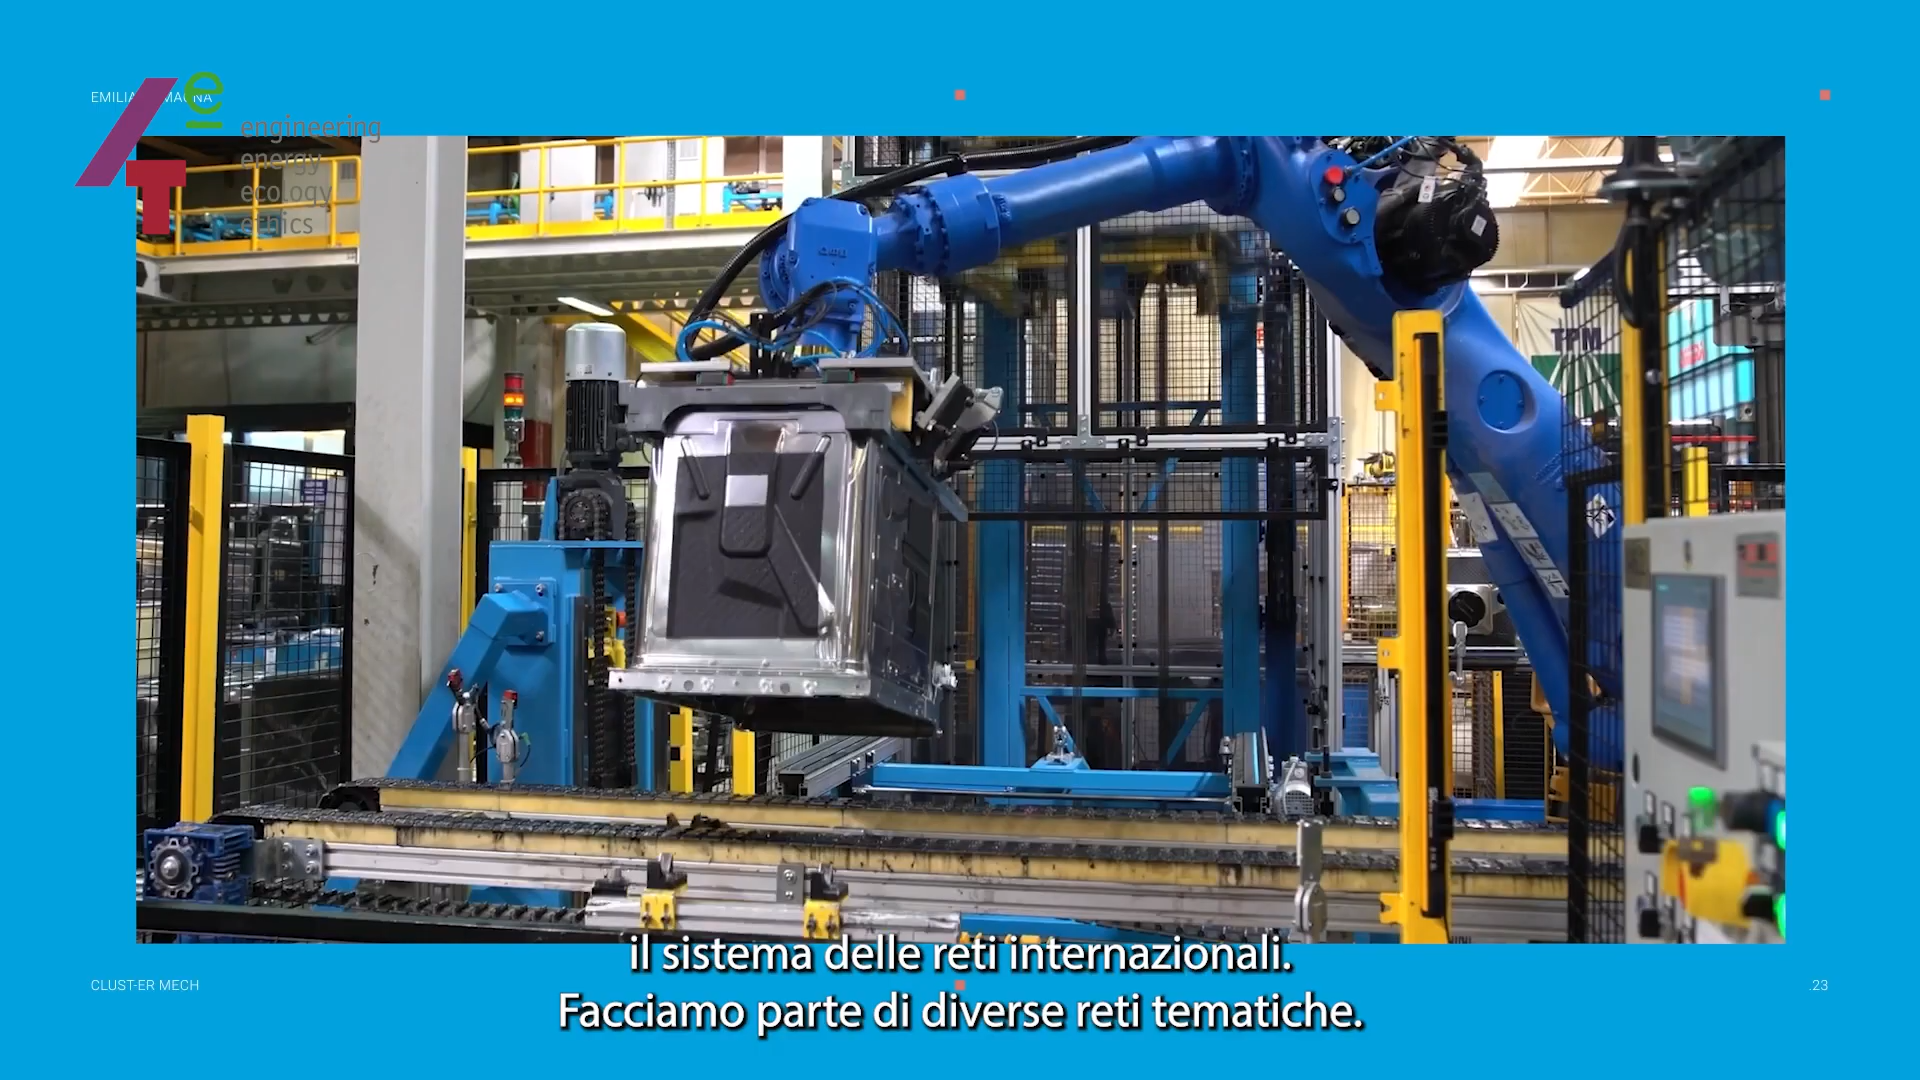 EMILIA
MAGNA
4
e
T
engineering
energy
ecology
ethics
TPM
il sistema delle reti internazionali.
Facciamo parte di diverse reti tematiche.
CLUST-ER MECH
.23